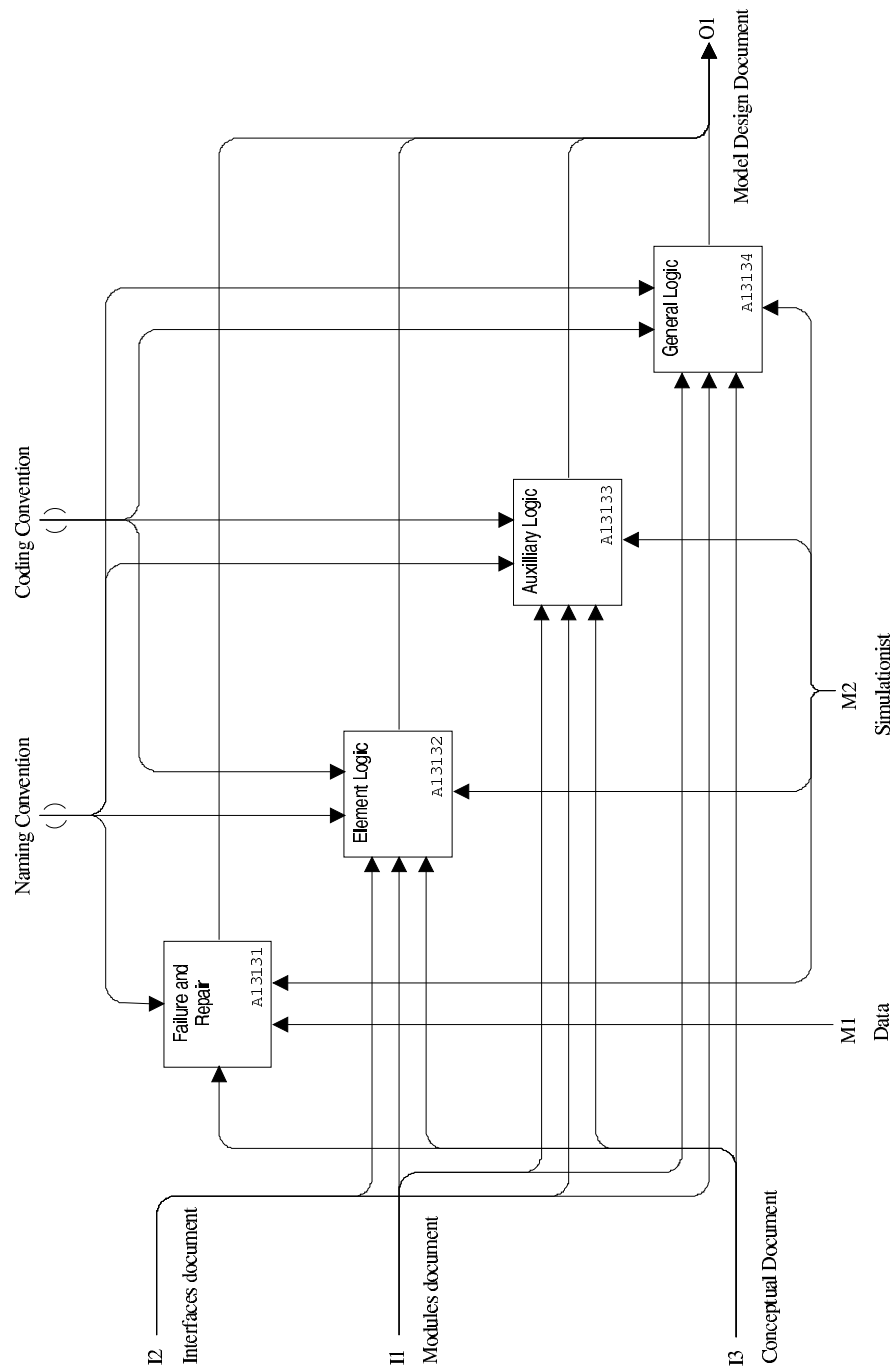 Naming Convention
Coding Convention
I2
Interfaces document
I1
Modules document
I3
Conceptual Document
Failure and
Repair
A13131
Element Logic
A13132
Auxilliary Logic
A13133
General Logic
A13134
O1
Model Design Document
M1
Data
M2
Simulationist